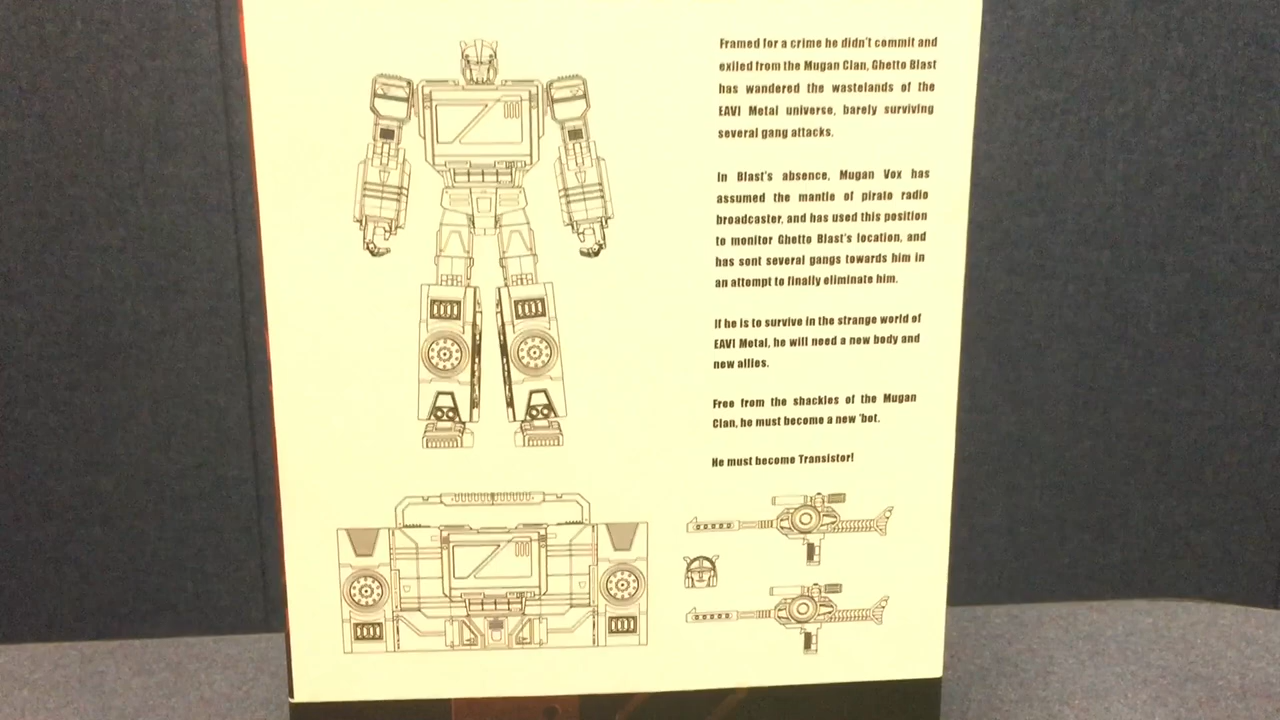 Framed for a crime he didn't commit and
exiled from the Mugan Clan, Ghetto Blast
has wandered the wastelands of the
EAVI Metal universe, barely surviving
several gang attacks.
In Blast's absence, Mugan Vox has
assumed the mantle of pirate radio
broadcaster, and has used this position
to monitor Ghetto Blast's location, and
has sent several gangs towards him in
an attempt to finally eliminate him.
If he is to survive in the strange world of
EAVI Metal, he will need a new body and
new allies.
Free from the shackles of the Mugan
Clan, he must become a new 'bot.
He must become Transistor!